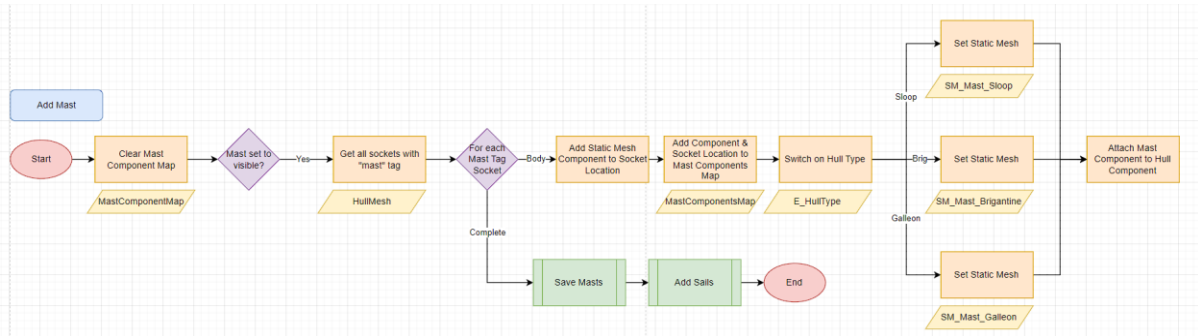 Add Mast
Start
Clear Mast
Component Map
MastComponentMap
Mast set to
visible?
Yes
Get all sockets with
"mast" tag
HullMesh
For each
Mast Tag
Socket
Body
Complete
Add Static Mesh
Component to Socket
Location
Add Component &
Socket Location to
Mast Components
Map
MastComponentsMap
Switch on Hull Type
E_HullType
Sloop
Set Static Mesh
SM_Mast_Sloop
Brig
Set Static Mesh
SM_Mast_Brigantine
Galleon
Set Static Mesh
SM_Mast_Galleon
Attach Mast
Component to Hull
Component
Save Masts
Add Sails
End